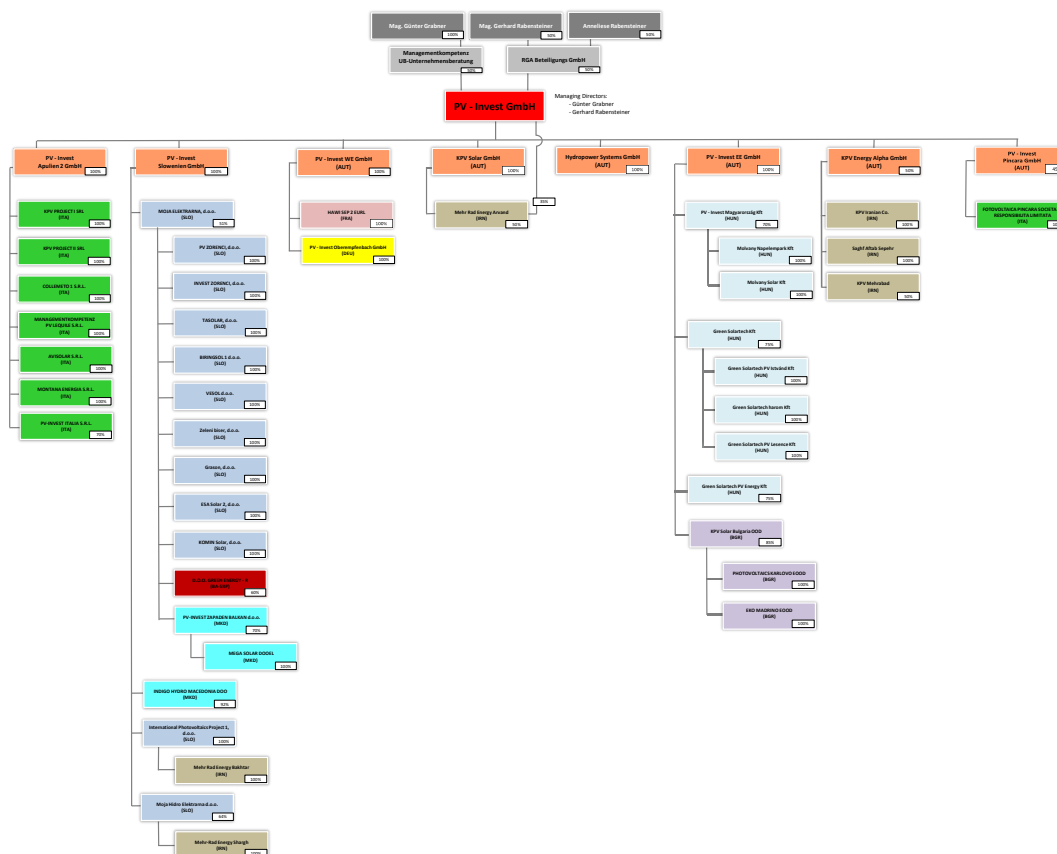 Mag. Günter Grabner
100%
Mag. Gerhard Rabensteiner
50%
Anneliese Rabensteiner
50%
Managementkompetenz
UB-Unternehmensberatung
50%
RGA Beteiligungs GmbH
50%
PV - Invest GmbH
Managing Directors:
- Günter Grabner
- Gerhard Rabensteiner
PV - Invest
Apulien 2 GmbH
100%
PV - Invest
Slowenien GmbH
100%
PV - Invest WE GmbH
(AUT)
100%
KPV Solar GmbH
(AUT)
100%
Hydropower Systems GmbH
(AUT)
100%
PV - Invest EE GmbH
(AUT)
100%
KPV Energy Alpha GmbH
(AUT)
50%
PV - Invest
Pincara GmbH
(AUT)
KPV PROJECT I SRL
(ITA)
100%
KPV PROJECT II SRL
(ITA)
100%
COLLEMETO 1 S.R.L.
(ITA)
100%
MANAGEMENTKOMPETENZ
PV LEQUILE S.R.L.
(ITA)
100%
AVISOLAR S.R.L.
(ITA)
100%
MONTANA ENERGIA S.R.L.
(ITA)
100%
PV-INVEST ITALIA S.R.L.
(ITA)
70%
MOJA ELEKTRARNA, d.o.o.
(SLO)
51%
PV ZORENCI, d.o.o.
(SLO)
100%
INVEST ZORENCI, d.o.o.
(SLO)
100%
TASOLAR, d.o.o.
(SLO)
100%
BIRINGSOL 1 d.o.o.
(SLO)
100%
VESOL d.o.o.
(SLO)
100%
Zeleni biser, d.o.o.
(SLO)
100%
Grason, d.o.o.
(SLO)
100%
ESA Solar 2, d.o.o.
(SLO)
100%
KOMIN Solar, d.o.o.
(SLO)
100%
60%
PV-INVEST ZAPADEN BALKAN d.o.o.
(MKD)
70%
MEGA SOLAR DODEL
(MKD)
100%
INDIGO HYDRO MACEDONIA DOO
(MKD)
92%
International Photovoltaics Project 1,
d.o.o.
(SLO)
100%
Mehr Rad Energy Bakhtar
(IRN)
100%
Moja Hidro Elektrarna d.o.o.
(SLO)
64%
Mehr-Rad Energy Shargh
(IRN)
100%
HAWI SEP 2 EURL
(FRA)
100%
PV - Invest Oberempfenbach GmbH
(DEU)
100%
35%
Mehr Rad Energy Arvand
(IRN)
50%
PV - Invest Magyarország Kft
(HUN)
70%
Molvany Napelempark Kft
(HUN)
100%
Molvany Solar Kft
(HUN)
100%
Green Solartech Kft
(HUN)
75%
Green Solartech PV Istvánd Kft
(HUN)
100%
Green Solartech harom Kft
(HUN)
100%
Green Solartech PV Lesence Kft
(HUN)
100%
Green Solartech PV Energy Kft
(HUN)
75%
KPV Solar Bulgaria OOD
(BGR)
85%
PHOTOVOLTAICS KARLOVO EOOD
(BGR)
100%
EKO MADRINO EOOD
(BGR)
100%
KPV Iranian Co.
(IRN)
100%
Saghf Aftab Sepehr
(IRN)
100%
KPV Mehrabad
(IRN)
50%
FOTOVOLTAICA PINCARA SOCIETA
RESPONSIBILITA LIMITATA
(ITA)